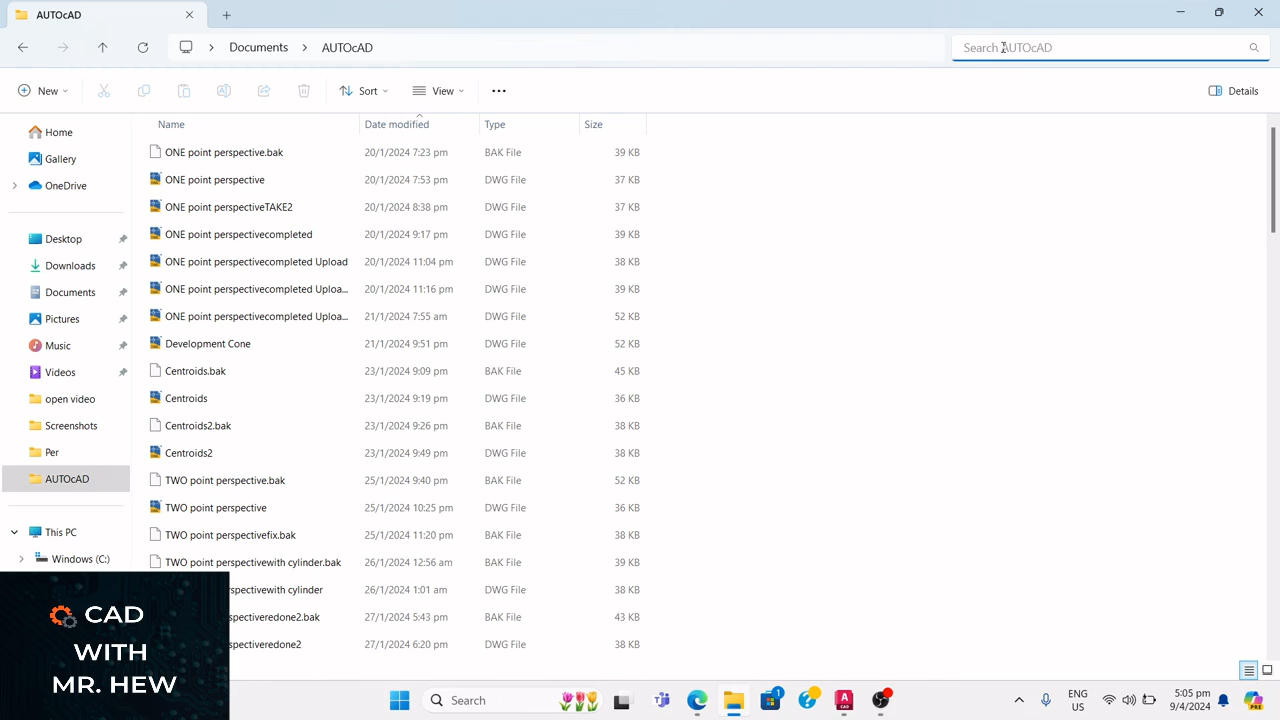 AUTOcAD
Documents AUTOcAD
Search AUTOcAD
New Sort View Details
Home
Gallery
OneDrive
Desktop
Downloads
Documents
Pictures
Music
Videos
open video
Screenshots
Per
AUTOcAD
This PC
Windows (C:)
Name Date modified Type Size
ONE point perspective.bak 20/1/2024 7:23 pm BAK File 39 KB
ONE point perspective 20/1/2024 7:53 pm DWG File 37 KB
ONE point perspectiveTAKE2 20/1/2024 8:38 pm DWG File 37 KB
ONE point perspectivecompleted 20/1/2024 9:17 pm DWG File 39 KB
ONE point perspectivecompleted Upload 20/1/2024 11:04 pm DWG File 38 KB
ONE point perspectivecompleted Uploa... 20/1/2024 11:16 pm DWG File 39 KB
ONE point perspectivecompleted Uploa... 21/1/2024 7:55 am DWG File 52 KB
Development Cone 21/1/2024 9:51 pm DWG File 52 KB
Centroids.bak 23/1/2024 9:09 pm BAK File 45 KB
Centroids 23/1/2024 9:19 pm DWG File 36 KB
Centroids2.bak 23/1/2024 9:26 pm BAK File 38 KB
Centroids2 23/1/2024 9:49 pm DWG File 38 KB
TWO point perspective.bak 25/1/2024 9:40 pm BAK File 52 KB
TWO point perspective 25/1/2024 10:25 pm DWG File 36 KB
TWO point perspectivefix.bak 25/1/2024 11:20 pm BAK File 38 KB
TWO point perspectivewith cylinder.bak 26/1/2024 12:56 am BAK File 39 KB
spectivewith cylinder 26/1/2024 1:01 am DWG File 38 KB
spectiveredone2.bak 27/1/2024 5:43 pm BAK File 43 KB
spectiveredone2 27/1/2024 6:20 pm DWG File 38 KB
CAD
WITH
MR. HEW
Search
1
CAD
ENG
US
5:05 pm
9/4/2024
PRE